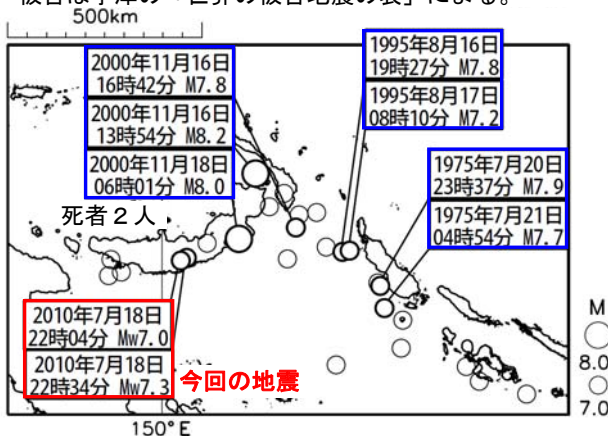 被害は宇津の「世界の被害地震の表」による。
500km
2000年11月16日
16時42分 M7.8
2000年11月16日
13時54分 M8.2
2000年11月18日
06時01分 M8.0
死者２人
1995年8月16日
19時27分 M7.8
1995年8月17日
08時10分 M7.2
1975年7月20日
23時37分 M7.9
1975年7月21日
04時54分 M7.7
2010年7月18日
22時04分 Mw7.0
2010年7月18日
22時34分 Mw7.3
今回の地震
M
8.0
7.0
150°E